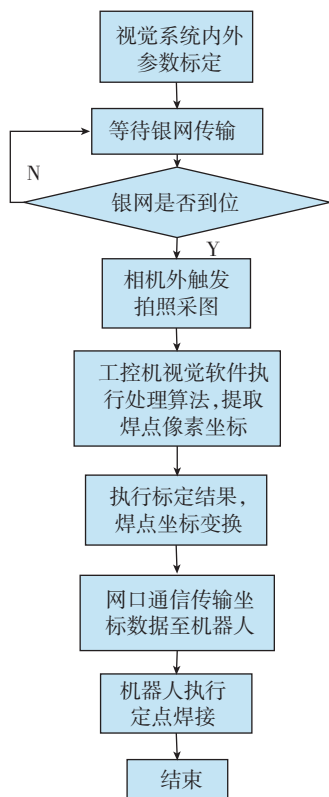 视觉系统内外
参数标定
等待银网传输
N
银网是否到位
Y
相机外触发
拍照采图
工控机视觉软件执
行处理算法,提取
焊点像素坐标
执行标定结果,
焊点坐标变换
网口通信传输坐
标数据至机器人
机器人执行
定点焊接
结束